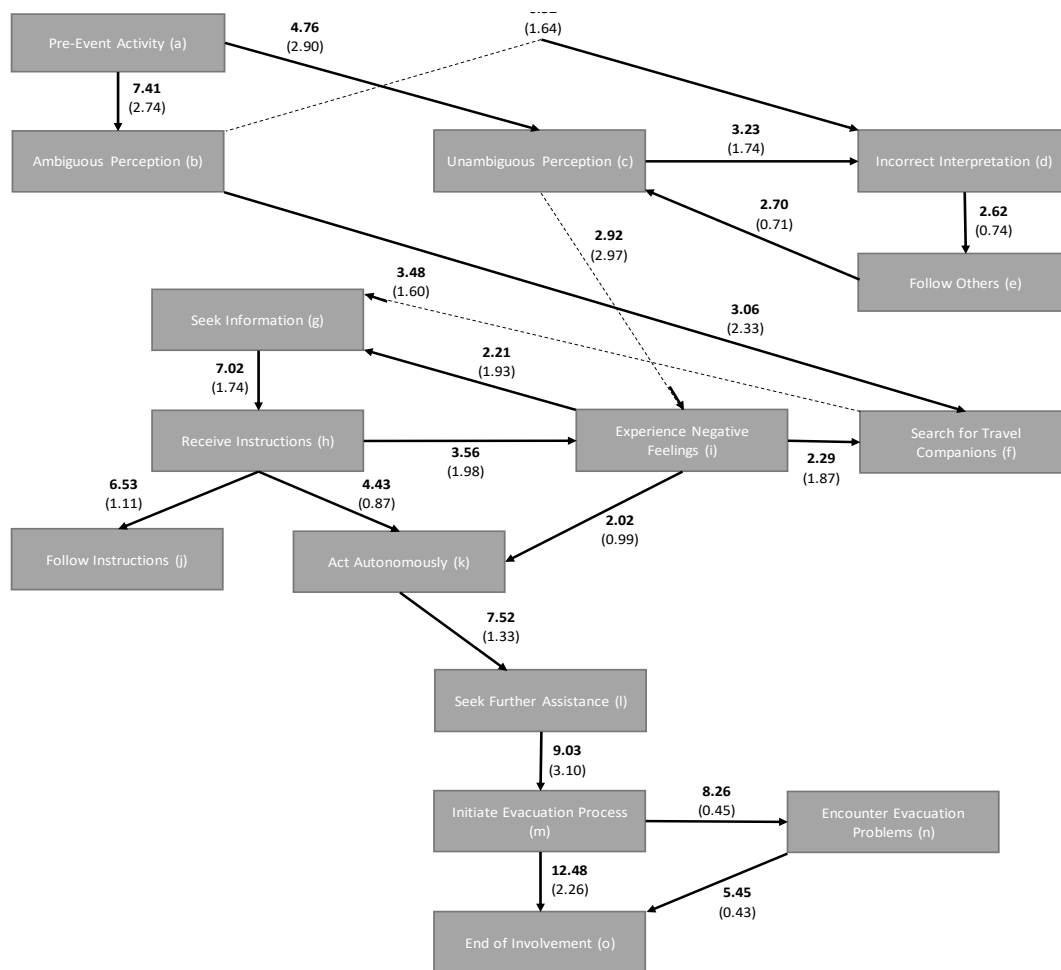 4.76
(2.90)
(1.64)
Pre-Event Activity (a)
7.41
(2.74)
Ambiguous Perception (b)
Unambiguous Perception (c)
3.23
(1.74)
Incorrect Interpretation (d)
2.70
(0.71)
2.62
(0.74)
2.92
(2.97)
Follow Others (e)
3.48
(1.60)
3.06
(2.33)
Seek Information (g)
7.02
(1.74)
2.21
(1.93)
Receive Instructions (h)
3.56
(1.98)
Experience Negative
Feelings (i)
2.29
(1.87)
Search for Travel
Companions (f)
6.53
(1.11)
4.43
(0.87)
2.02
(0.99)
Follow Instructions (j)
Act Autonomously (k)
7.52
(1.33)
Seek Further Assistance (l)
9.03
(3.10)
Initiate Evacuation Process
(m)
8.26
(0.45)
Encounter Evacuation
Problems (n)
12.48
(2.26)
5.45
(0.43)
End of Involvement (o)